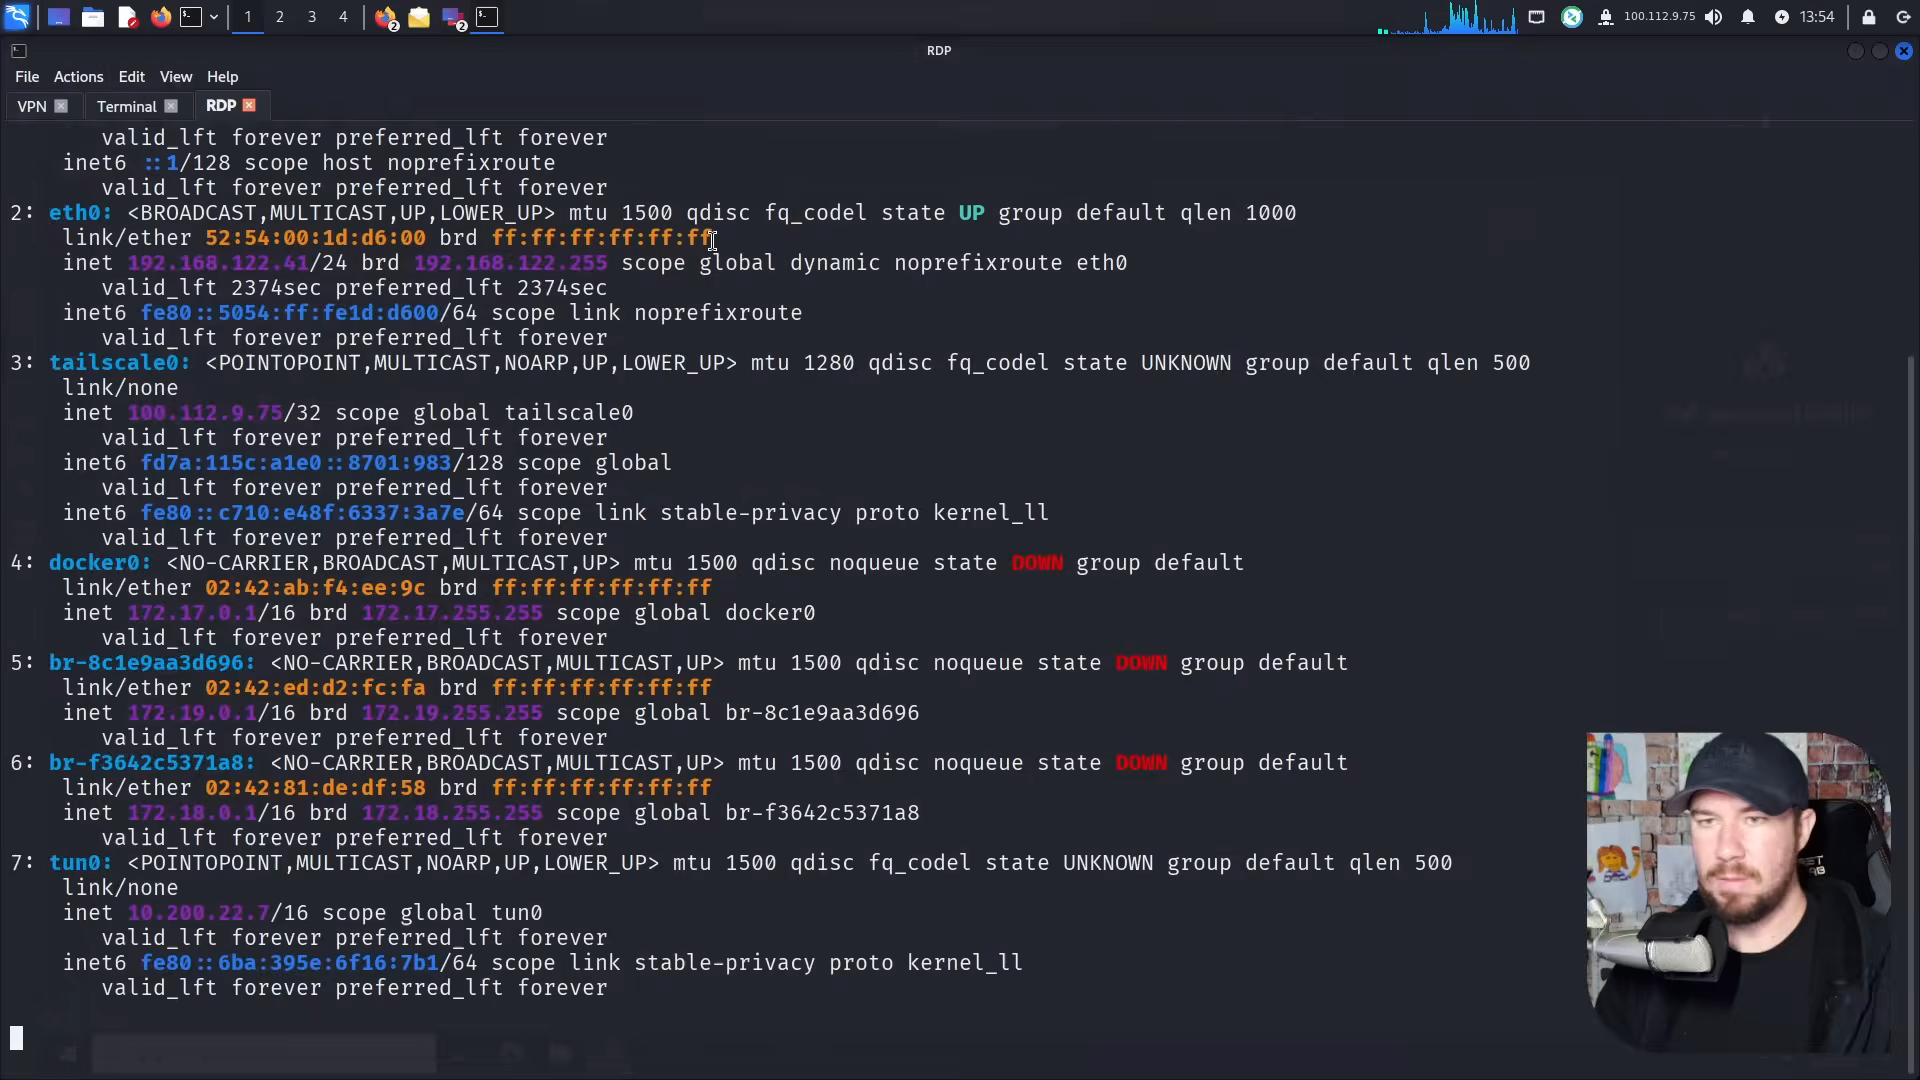 1 2 3 4 2 2 100.112.9.75 13:54
RDP
File Actions Edit View Help
VPN Terminal RDP
valid_lft forever preferred_lft forever
inet6 ::1/128 scope host noprefixroute
valid_lft forever preferred_lft forever
2: eth0: <BROADCAST,MULTICAST,UP,LOWER_UP> mtu 1500 qdisc fq_codel state UP group default qlen 1000
link/ether 52:54:00:1d:d6:00 brd ff:ff:ff:ff:ff:ff
inet 192.168.122.41/24 brd 192.168.122.255 scope global dynamic noprefixroute eth0
valid_lft 2374sec preferred_lft 2374sec
inet6 fe80::5054:ff:fe1d:d600/64 scope link noprefixroute
valid_lft forever preferred_lft forever
3: tailscale0: <POINTOPOINT,MULTICAST,NOARP,UP,LOWER_UP> mtu 1280 qdisc fq_codel state UNKNOWN group default qlen 500
link/none
inet 100.112.9.75/32 scope global tailscale0
valid_lft forever preferred_lft forever
inet6 fd7a:115c:a1e0::8701:983/128 scope global
valid_lft forever preferred_lft forever
inet6 fe80::c710:e48f:6337:3a7e/64 scope link stable-privacy proto kernel_ll
valid_lft forever preferred_lft forever
4: docker0: <NO-CARRIER,BROADCAST,MULTICAST,UP> mtu 1500 qdisc noqueue state DOWN group default
link/ether 02:42:ab:f4:ee:9c brd ff:ff:ff:ff:ff:ff
inet 172.17.0.1/16 brd 172.17.255.255 scope global docker0
valid_lft forever preferred_lft forever
5: br-8c1e9aa3d696: <NO-CARRIER,BROADCAST,MULTICAST,UP> mtu 1500 qdisc noqueue state DOWN group default
link/ether 02:42:ed:d2:fc:fa brd ff:ff:ff:ff:ff:ff
inet 172.19.0.1/16 brd 172.19.255.255 scope global br-8c1e9aa3d696
valid_lft forever preferred_lft forever
6: br-f3642c5371a8: <NO-CARRIER,BROADCAST,MULTICAST,UP> mtu 1500 qdisc noqueue state DOWN group default
link/ether 02:42:81:de:df:58 brd ff:ff:ff:ff:ff:ff
inet 172.18.0.1/16 brd 172.18.255.255 scope global br-f3642c5371a8
valid_lft forever preferred_lft forever
7: tun0: <POINTOPOINT,MULTICAST,NOARP,UP,LOWER_UP> mtu 1500 qdisc fq_codel state UNKNOWN group default qlen 500
link/none
inet 10.200.22.7/16 scope global tun0
valid_lft forever preferred_lft forever
inet6 fe80::6ba:395e:6f16:7b1/64 scope link stable-privacy proto kernel_ll
valid_lft forever preferred_lft forever